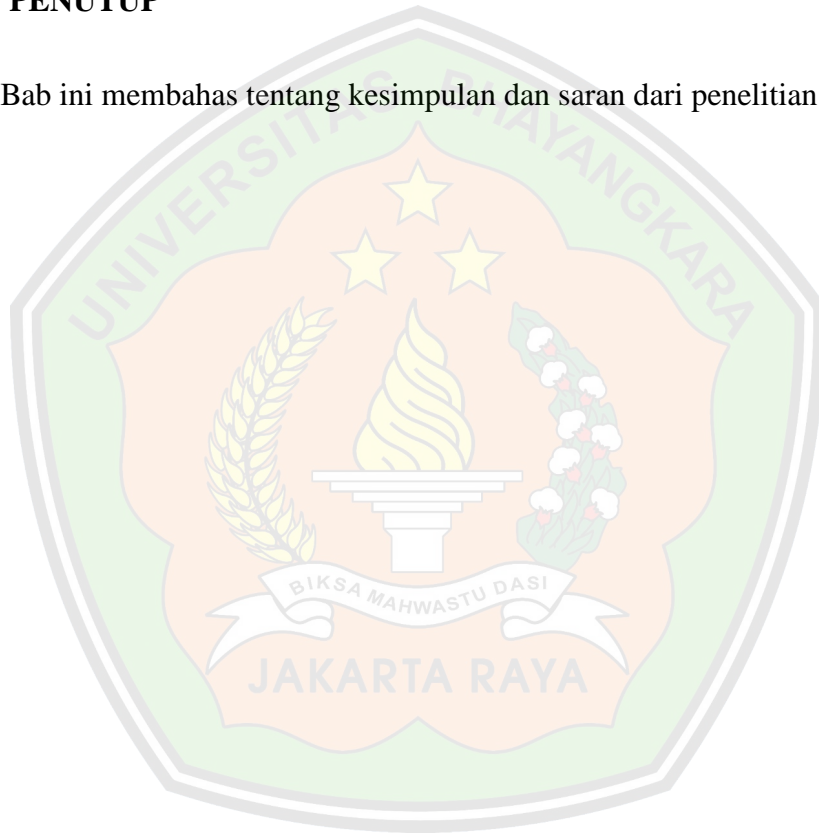 PENUTUP
Bab ini membahas tentang kesimpulan dan saran dari penelitian
UNIVERSITAS BHAYANGKARA
BIKSA MAHWASTU DASI
JAKARTA RAYA